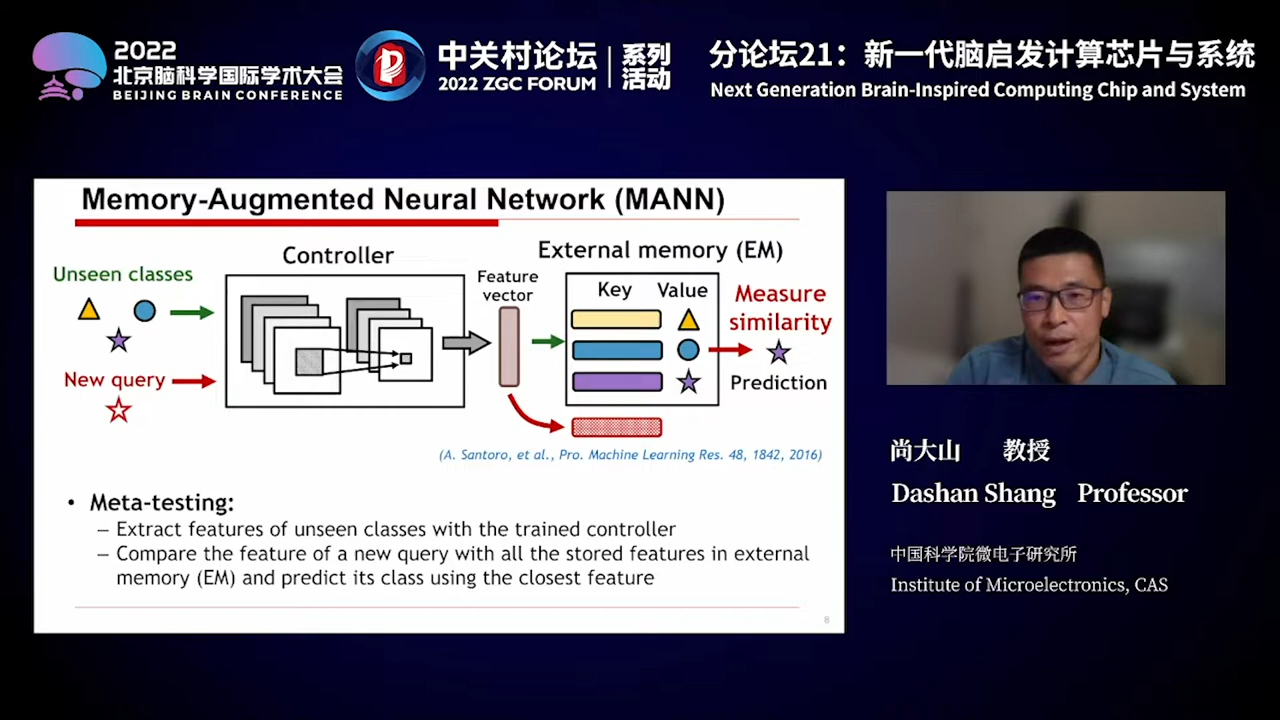 2022
北京脑科学国际学术大会
BEIJING BRAIN CONFERENCE
中关村论坛
2022 ZGC FORUM
系列
活动
分论坛21：新一代脑启发计算芯片与系统
Next Generation Brain-Inspired Computing Chip and System
Memory-Augmented Neural Network (MANN)
Controller
External memory (EM)
Unseen classes
Feature
vector
Key Value
Measure
similarity
New query
Prediction
(A. Santoro, et al., Pro. Machine Learning Res. 48, 1842, 2016)
• Meta-testing:
– Extract features of unseen classes with the trained controller
– Compare the feature of a new query with all the stored features in external
memory (EM) and predict its class using the closest feature
8
尚大山 教授
Dashan Shang Professor
中国科学院微电子研究所
Institute of Microelectronics, CAS